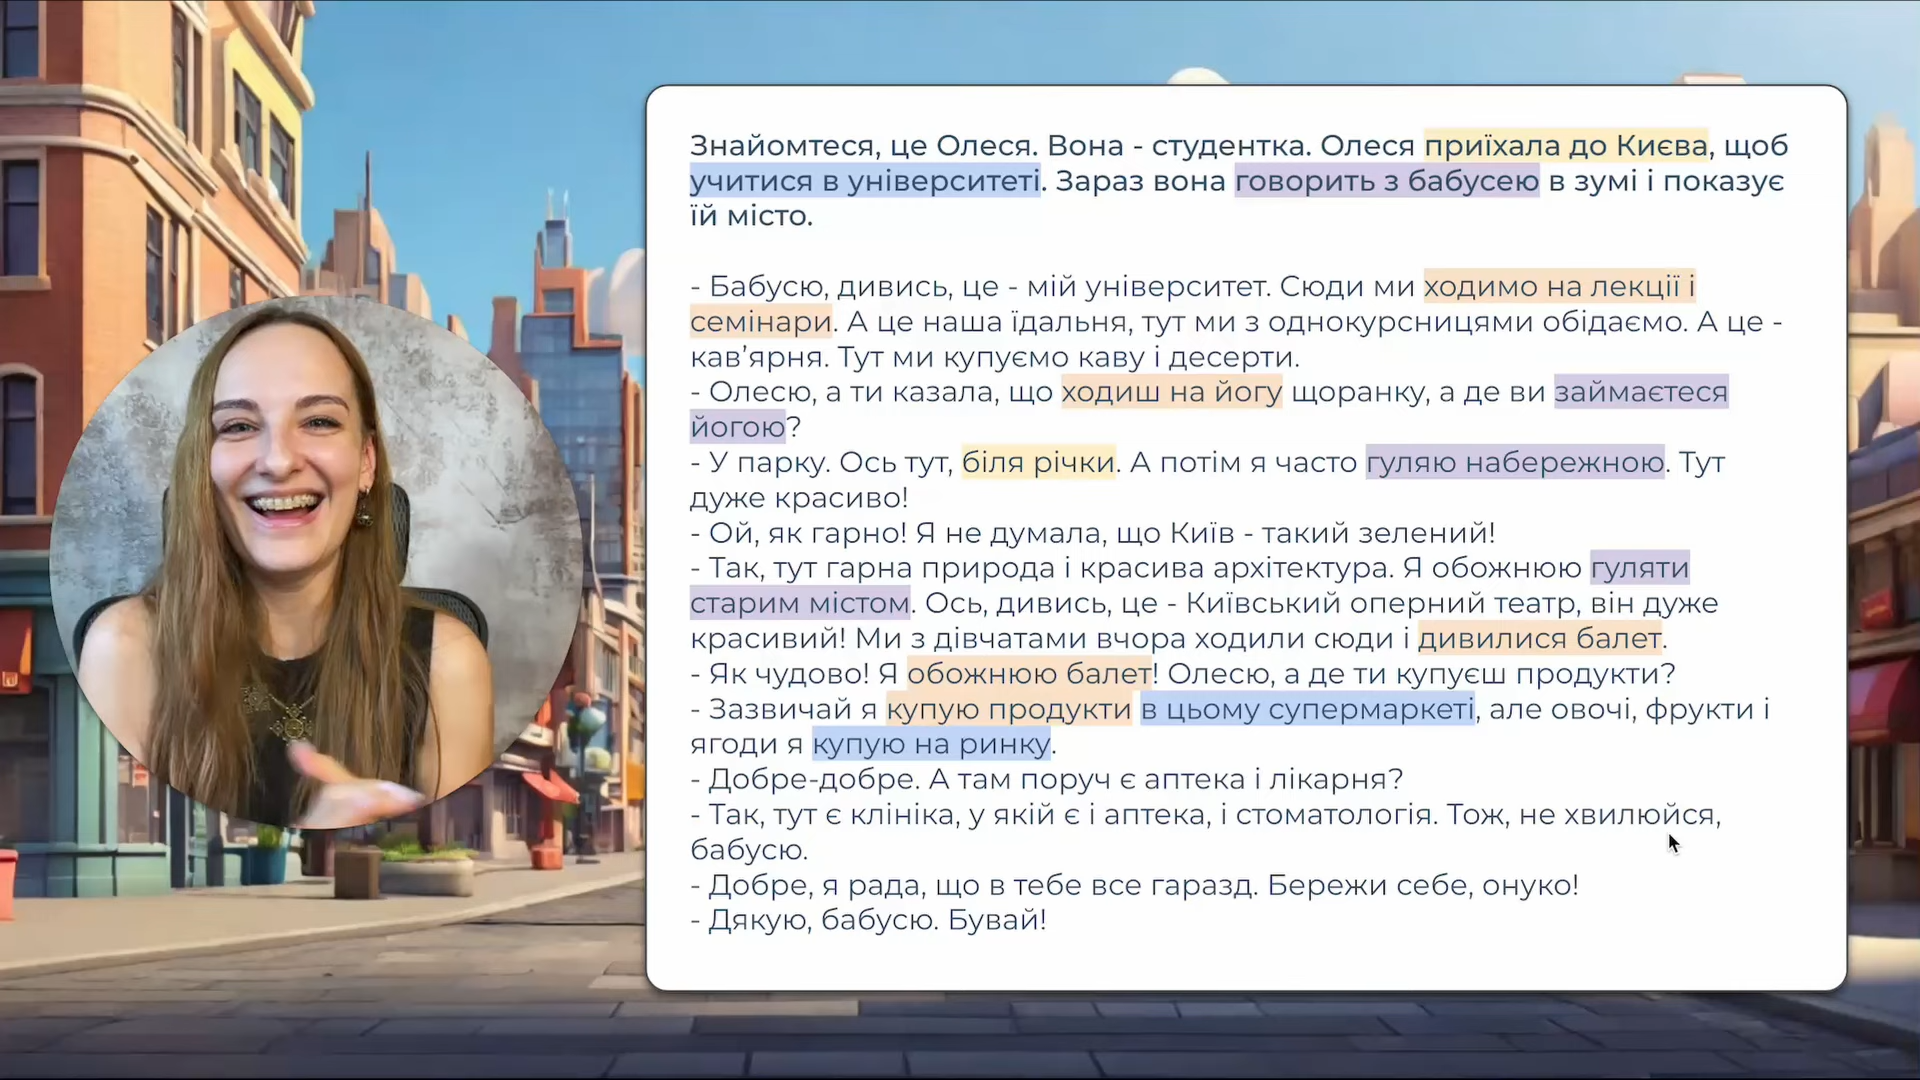 Знайомтеся, це Олеся. Вона - студентка. Олеся приїхала до Києва, щоб
учитися в університеті. Зараз вона говорить з бабусею в зумі і показує
їй місто.
- Бабусю, дивись, це - мій університет. Сюди ми ходимо на лекції і
семінари. А це наша їдальня, тут ми з однокурсницями обідаємо. А це -
кав’ярня. Тут ми купуємо каву і десерти.
- Олесю, а ти казала, що ходиш на йогу щоранку, а де ви займаєтеся
йогою?
- У парку. Ось тут, біля річки. А потім я часто гуляю набережною. Тут
дуже красиво!
- Ой, як гарно! Я не думала, що Київ - такий зелений!
- Так, тут гарна природа і красива архітектура. Я обожнюю гуляти
старим містом. Ось, дивись, це - Київський оперний театр, він дуже
красивий! Ми з дівчатами вчора ходили сюди і дивилися балет.
- Як чудово! Я обожнюю балет! Олесю, а де ти купуєш продукти?
- Зазвичай я купую продукти в цьому супермаркеті, але овочі, фрукти і
ягоди я купую на ринку.
- Добре-добре. А там поруч є аптека і лікарня?
- Так, тут є клініка, у якій є і аптека, і стоматологія. Тож, не хвилюйся,
бабусю.
- Добре, я рада, що в тебе все гаразд. Бережи себе, онуко!
- Дякую, бабусю. Бувай!